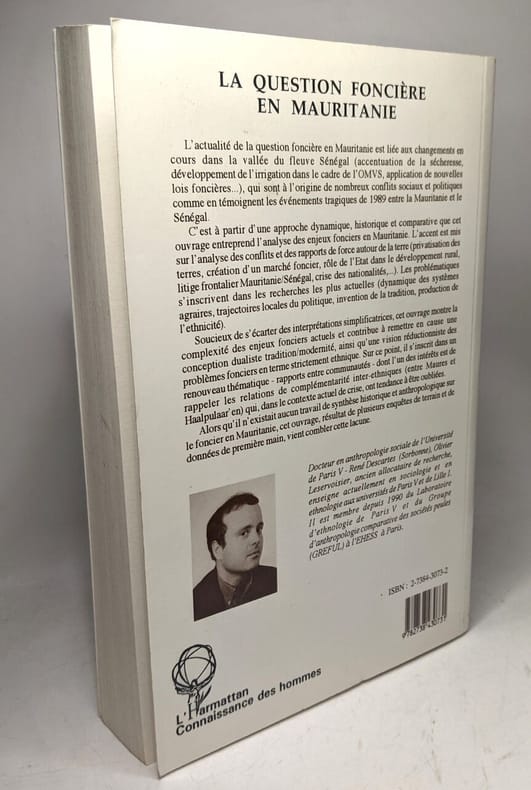 LA QUESTION FONCIÈRE
EN MAURITANIE
L'actualité de la question foncière en Mauritanie est liée aux changements en
cours dans la vallée du fleuve Sénégal (accentuation de la sécheresse,
développement de l'irrigation dans le cadre de l'OMVS, application de nouvelles
lois foncières...), qui sont à l'origine de nombreux conflits sociaux et politiques
comme en témoignent les événements tragiques de 1989 entre la Mauritanie et le
Sénégal.
C'est à partir d'une approche dynamique, historique et comparative que cet
ouvrage entreprend l'analyse des enjeux fonciers en Mauritanie. L'accent est mis
sur l'analyse des conflits et des rapports de force autour de la terre (privatisation des
terres, création d'un marché foncier, rôle de l'Etat dans le développement rural,
litige frontalier Mauritanie/Sénégal, crise des nationalités,...). Les problématiques
s'inscrivent dans les recherches les plus actuelles (dynamique des systèmes
agraires, trajectoires locales du politique, invention de la tradition, production de
l'ethnicité).
Soucieux de s'écarter des interprétations simplificatrices, cet ouvrage montre la
complexité des enjeux fonciers actuels et contribue à remettre en cause une
conception dualiste tradition/modernité, ainsi qu'une vision réductionniste des
problèmes fonciers en terme strictement ethnique. Sur ce point, il s'inscrit dans un
renouveau thématique - rapports entre communautés - dont l'un des intérêts est de
rappeler les relations de complémentarité inter-ethniques (entre Maures et
Haalpulaar'en) qui, dans le contexte actuel de crise, ont tendance à être oubliées.
Alors qu'il n'existait aucun travail de synthèse historique et anthropologique sur
le foncier en Mauritanie, cet ouvrage, résultat de plusieurs enquêtes de terrain et de
données de première main, vient combler cette lacune.
Docteur en anthropologie sociale de l'Université
de Paris V - René Descartes (Sorbonne), Olivier
Leservoisier, ancien allocataire de recherche,
enseigne actuellement en sociologie et en
ethnologie aux universités de Paris V et de Lille I.
Il est membre depuis 1990 du Laboratoire
d'ethnologie de Paris V et du Groupe
d'anthropologie comparative des sociétés peules
(GREFUL) à l'EHESS à Paris.
ISBN : 2-7384-3073-2
9782738430731
L'Harmattan
Connaissance des hommes